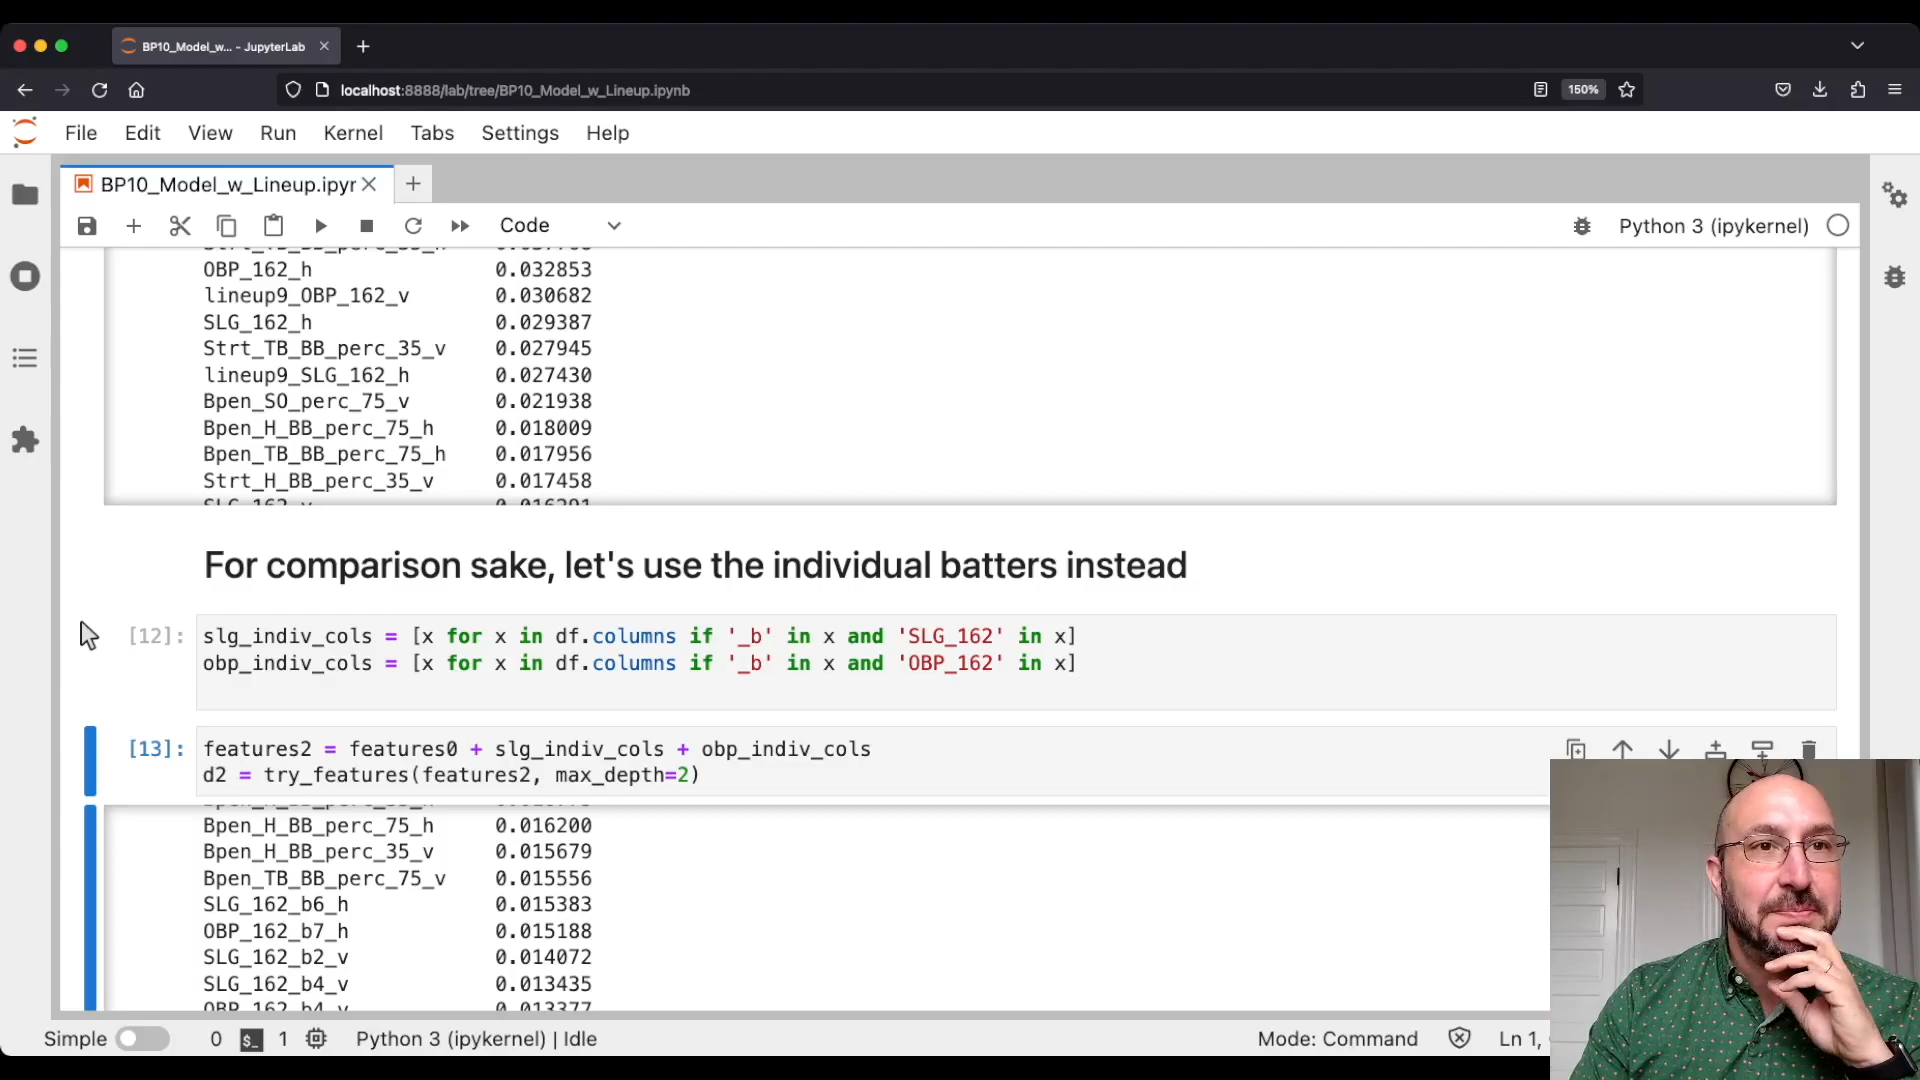 BP10_Model_w... - JupyterLab
localhost:8888/lab/tree/BP10_Model_w_Lineup.ipynb
150%
File Edit View Run Kernel Tabs Settings Help
BP10_Model_w_Lineup.ipyr
Code
Python 3 (ipykernel)
OBP_162_h 0.032853
lineup9_OBP_162_v 0.030682
SLG_162_h 0.029387
Strt_TB_BB_perc_35_v 0.027945
lineup9_SLG_162_h 0.027430
Bpen_SO_perc_75_v 0.021938
Bpen_H_BB_perc_75_h 0.018009
Bpen_TB_BB_perc_75_h 0.017956
Strt_H_BB_perc_35_v 0.017458
For comparison sake, let's use the individual batters instead
[12]: slg_indiv_cols = [x for x in df.columns if '_b' in x and 'SLG_162' in x]
obp_indiv_cols = [x for x in df.columns if '_b' in x and 'OBP_162' in x]
[13]: features2 = features0 + slg_indiv_cols + obp_indiv_cols
d2 = try_features(features2, max_depth=2)
Bpen_H_BB_perc_75_h 0.016200
Bpen_H_BB_perc_35_v 0.015679
Bpen_TB_BB_perc_75_v 0.015556
SLG_162_b6_h 0.015383
OBP_162_b7_h 0.015188
SLG_162_b2_v 0.014072
SLG_162_b4_v 0.013435
OBP_162_b4_v 0.013377
Simple 0 $_ 1 Python 3 (ipykernel) | Idle Mode: Command Ln 1,